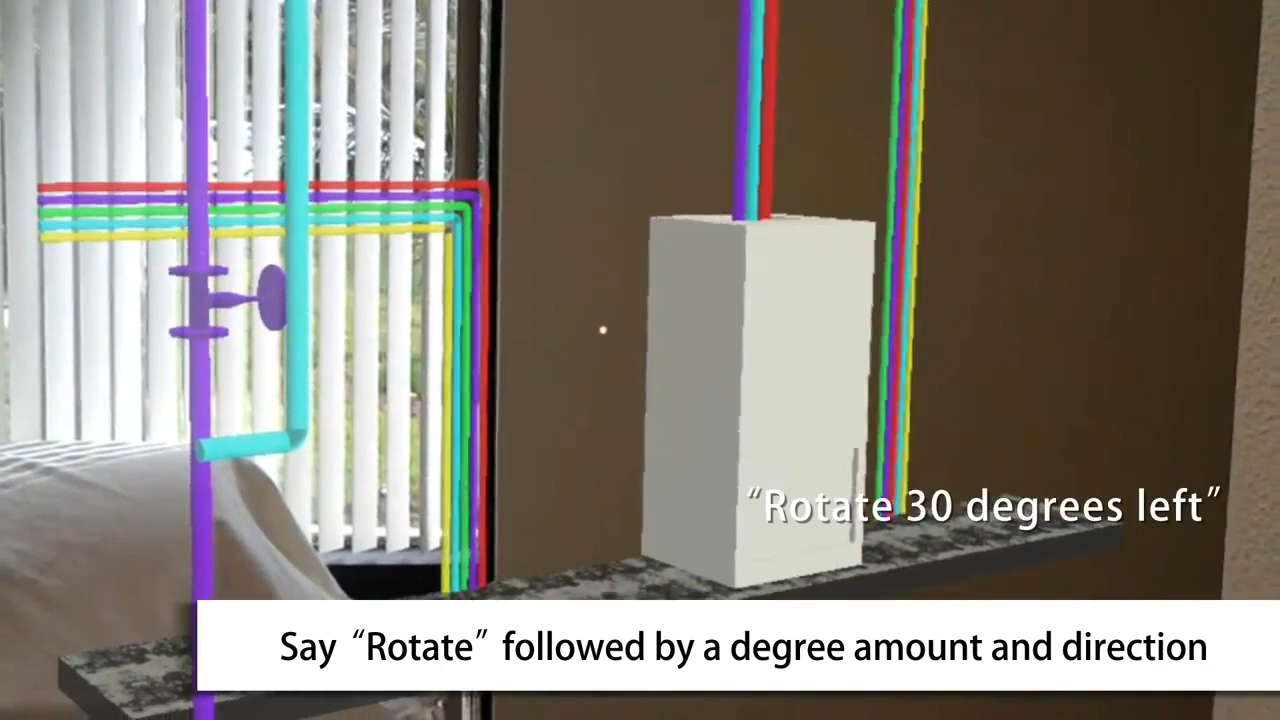 “Rotate 30 degrees left”
Say “Rotate” followed by a degree amount and direction